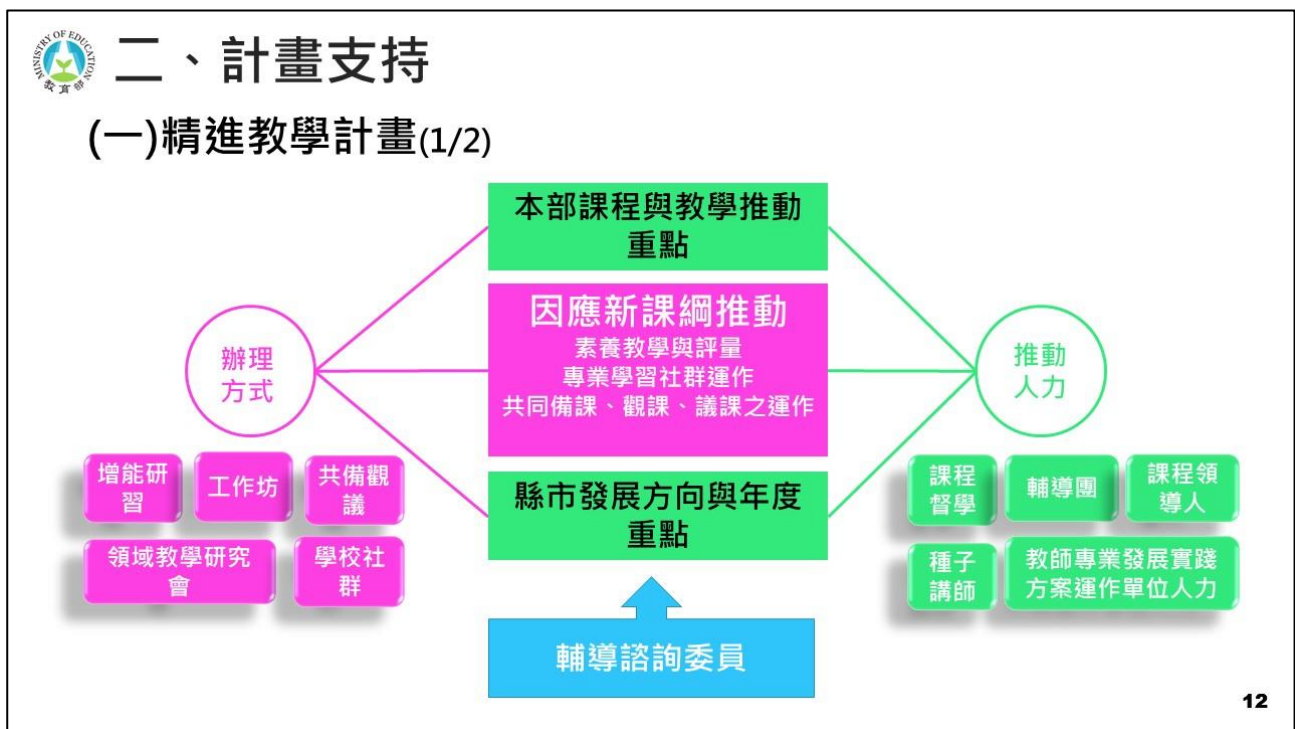 MINISTRY OF EDUCATION
教育部
二、計畫支持
(一)精進教學計畫(1/2)
本部課程與教學推動
重點
因應新課綱推動
素養教學與評量
專業學習社群運作
共同備課、觀課、議課之運作
縣市發展方向與年度
重點
輔導諮詢委員
辦理
方式
增能研
習
工作坊
共備觀
議
領域教學研究
會
學校社
群
推動
人力
課程
督學
輔導團
課程領
導人
種子
講師
教師專業發展實踐
方案運作單位人力
12